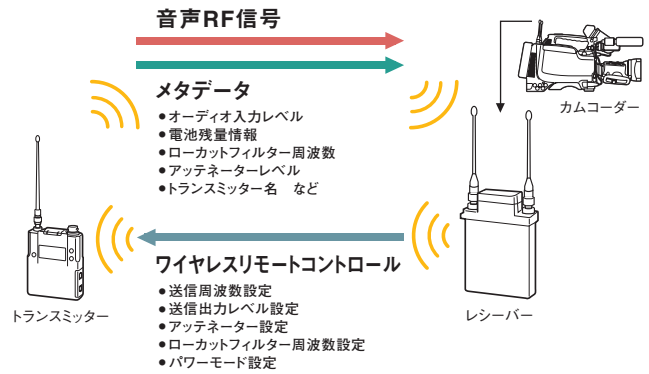 音声RF信号
メタデータ
●オーディオ入力レベル
●電池残量情報
●ローカットフィルター周波数
●アッテネーターレベル
●トランスミッター名　など
カムコーダー
ワイヤレスリモートコントロール
●送信周波数設定
●送信出力レベル設定
●アッテネーター設定
●ローカットフィルター周波数設定
●パワーモード設定
トランスミッター
レシーバー